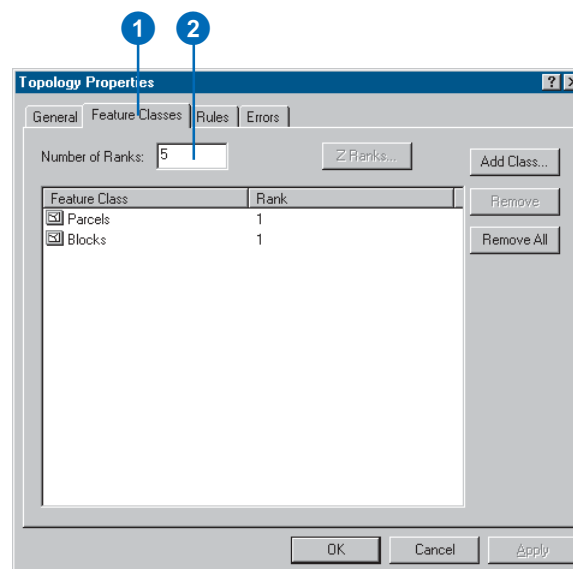 1 2
Topology Properties
General Feature Classes Rules Errors
Number of Ranks: 5 Z Ranks... Add Class...
Feature Class Rank Remove
Parcels 1
Blocks 1 Remove All
OK Cancel Apply